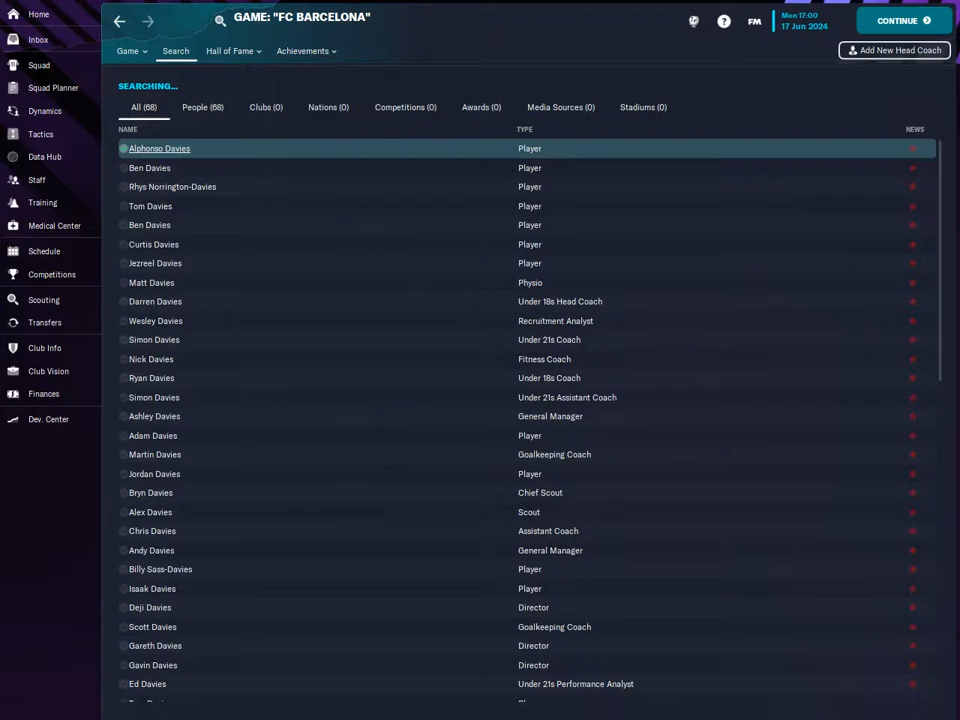 Home
GAME: "FC BARCELONA"
?
FM
Mon 17:00
17 Jun 2024
CONTINUE
Inbox
Game
Search
Hall of Fame
Achievements
Add New Head Coach
Squad
Squad Planner
Dynamics
Tactics
Data Hub
Staff
Training
Medical Center
Schedule
Competitions
Scouting
Transfers
Club Info
Club Vision
Finances
Dev. Center
SEARCHING...
All (68) People (68) Clubs (0) Nations (0) Competitions (0) Awards (0) Media Sources (0) Stadiums (0)
NAME TYPE NEWS
Alphonso Davies Player
Ben Davies Player
Rhys Norrington-Davies Player
Tom Davies Player
Ben Davies Player
Curtis Davies Player
Jezreel Davies Player
Matt Davies Physio
Darren Davies Under 18s Head Coach
Wesley Davies Recruitment Analyst
Simon Davies Under 21s Coach
Nick Davies Fitness Coach
Ryan Davies Under 18s Coach
Simon Davies Under 21s Assistant Coach
Ashley Davies General Manager
Adam Davies Player
Martin Davies Goalkeeping Coach
Jordan Davies Player
Bryn Davies Chief Scout
Alex Davies Scout
Chris Davies Assistant Coach
Andy Davies General Manager
Billy Sass-Davies Player
Isaak Davies Player
Deji Davies Director
Scott Davies Goalkeeping Coach
Gareth Davies Director
Gavin Davies Director
Ed Davies Under 21s Performance Analyst